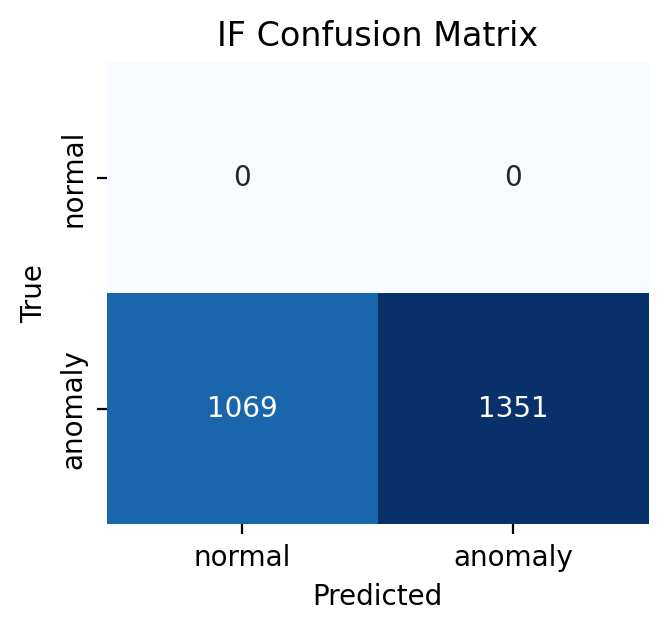 IF Confusion Matrix
True
normal
0 0
anomaly
1069 1351
normal anomaly
Predicted